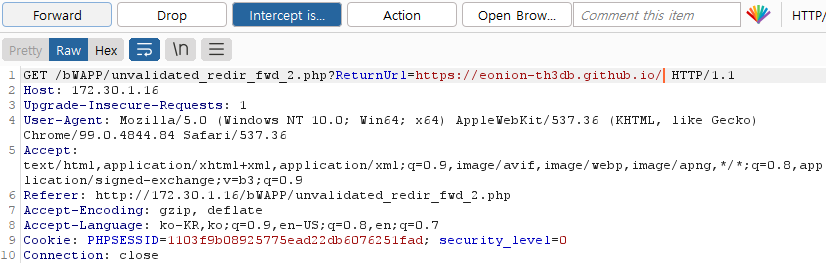 Forward Drop Intercept is... Action Open Brow... Comment this item HTTP/
Pretty Raw Hex \n
1 GET /bWAPP/unvalidated_redir_fwd_2.php?ReturnUrl=https://eonion-th3db.github.io/ HTTP/1.1
2 Host: 172.30.1.16
3 Upgrade-Insecure-Requests: 1
4 User-Agent: Mozilla/5.0 (Windows NT 10.0; Win64; x64) AppleWebKit/537.36 (KHTML, like Gecko)
Chrome/99.0.4844.84 Safari/537.36
5 Accept:
text/html,application/xhtml+xml,application/xml;q=0.9,image/avif,image/webp,image/apng,*/*;q=0.8,app
lication/signed-exchange;v=b3;q=0.9
6 Referer: http://172.30.1.16/bWAPP/unvalidated_redir_fwd_2.php
7 Accept-Encoding: gzip, deflate
8 Accept-Language: ko-KR,ko;q=0.9,en-US;q=0.8,en;q=0.7
9 Cookie: PHPSESSID=1103f9b08925775ead22db6076251fad; security_level=0
10 Connection: close